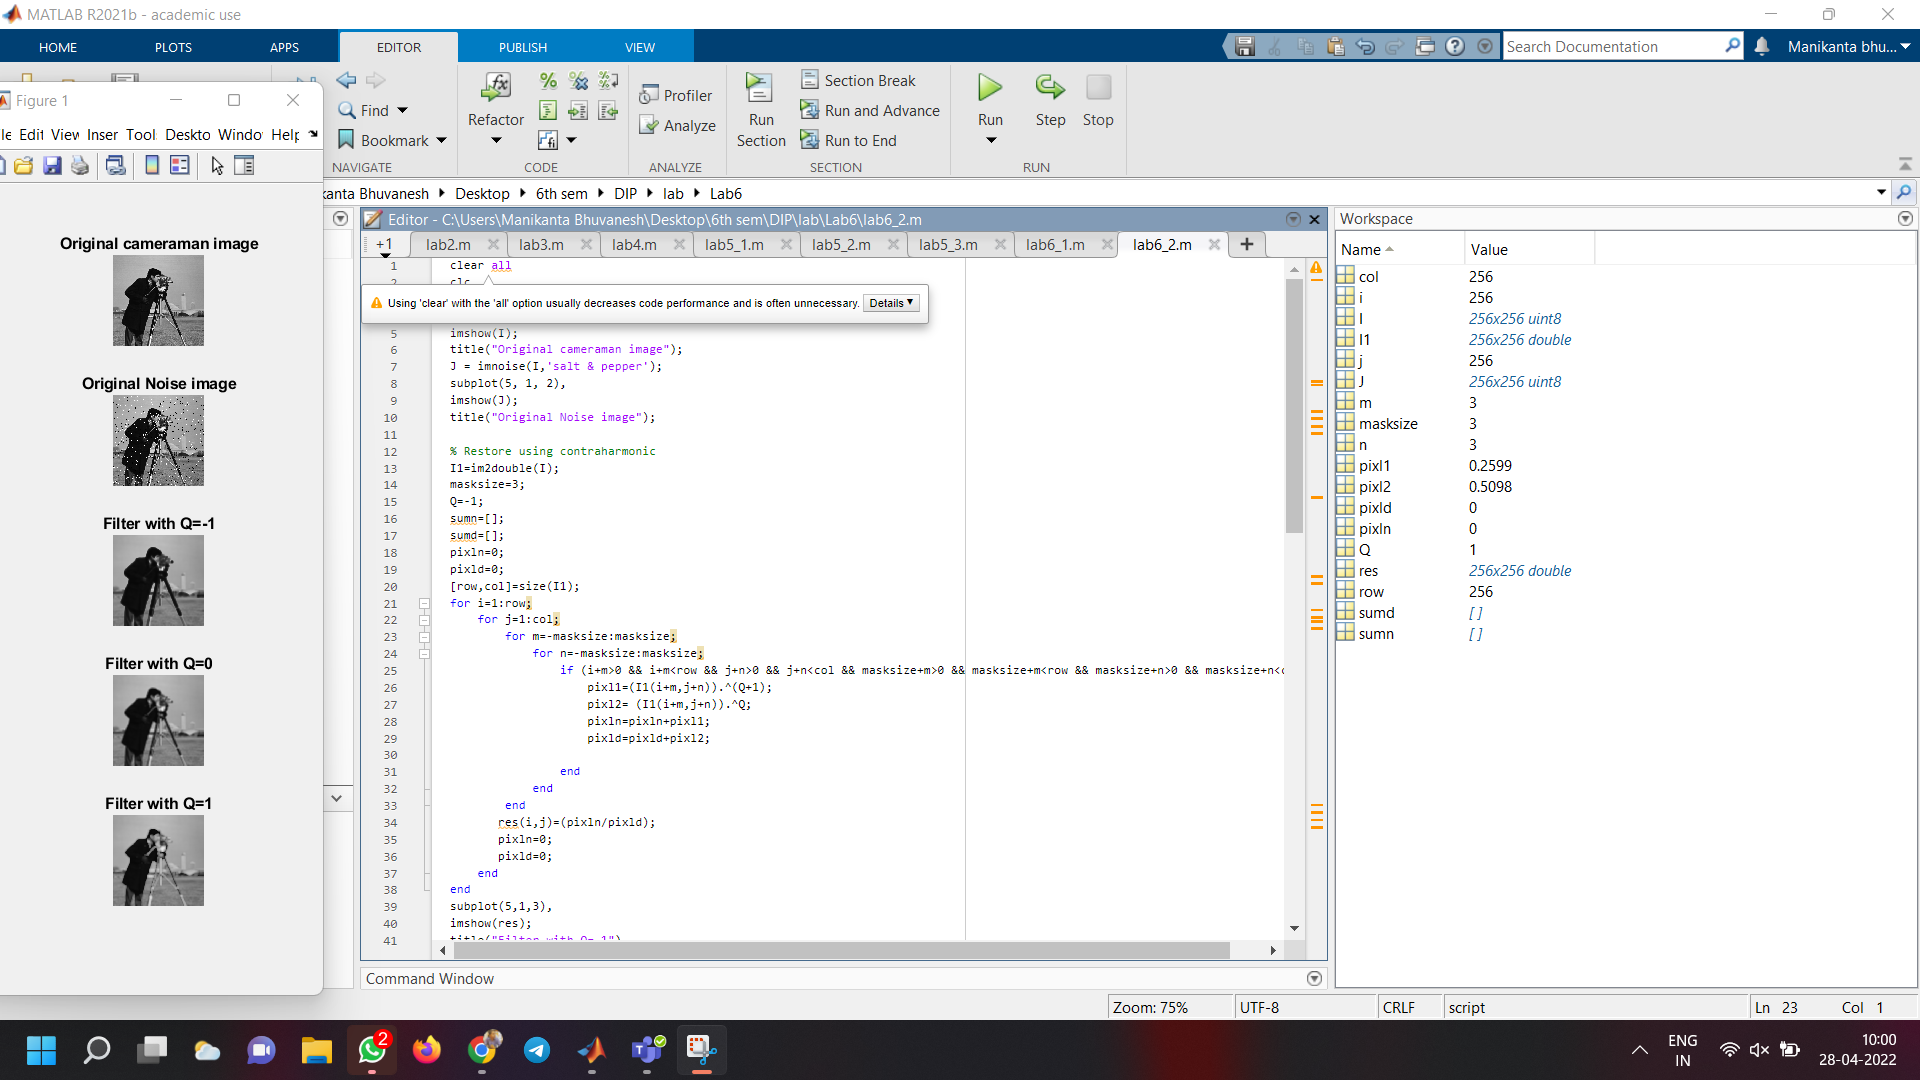 MATLAB R2021b - academic use
HOME PLOTS APPS EDITOR PUBLISH VIEW
Search Documentation
Manikanta bhu...
Find
Bookmark
NAVIGATE
Refactor
CODE
Profiler
Analyze
ANALYZE
Run Section
Section Break
Run and Advance
Run to End
SECTION
Run Step Stop
RUN
Figure 1
le Edit View Inser Tool Deskto Windo Help
Original cameraman image
Original Noise image
Filter with Q=-1
Filter with Q=0
Filter with Q=1
kanta Bhuvanesh Desktop 6th sem DIP lab Lab6
Editor - C:\Users\Manikanta Bhuvanesh\Desktop\6th sem\DIP\lab\Lab6\lab6_2.m
+1 lab2.m lab3.m lab4.m lab5_1.m lab5_2.m lab5_3.m lab6_1.m lab6_2.m +
1 clear all
clc
Using 'clear' with the 'all' option usually decreases code performance and is often unnecessary. Details
5 imshow(I);
6 title("Original cameraman image");
7 J = imnoise(I,'salt & pepper');
8 subplot(5, 1, 2),
9 imshow(J);
10 title("Original Noise image");
11
12 % Restore using contraharmonic
13 I1=im2double(I);
14 masksize=3;
15 Q=-1;
16 sumn=[];
17 sumd=[];
18 pixln=0;
19 pixld=0;
20 [row,col]=size(I1);
21 for i=1:row;
22 for j=1:col;
23 for m=-masksize:masksize;
24 for n=-masksize:masksize;
25 if (i+m>0 && i+m<row && j+n>0 && j+n<col && masksize+m>0 && masksize+m<row && masksize+n>0 && masksize+n<c
26 pixl1=(I1(i+m,j+n)).^(Q+1);
27 pixl2= (I1(i+m,j+n)).^Q;
28 pixln=pixln+pixl1;
29 pixld=pixld+pixl2;
30
31 end
32 end
33 end
34 res(i,j)=(pixln/pixld);
35 pixln=0;
36 pixld=0;
37 end
38 end
39 subplot(5,1,3),
40 imshow(res);
41 title("Filter with Q=-1")
Command Window
Workspace
Name Value
col 256
i 256
I 256x256 uint8
I1 256x256 double
j 256
J 256x256 uint8
m 3
masksize 3
n 3
pixl1 0.2599
pixl2 0.5098
pixld 0
pixln 0
Q 1
res 256x256 double
row 256
sumd []
sumn []
Zoom: 75% UTF-8 CRLF script Ln 23 Col 1
2
ENG
IN
10:00
28-04-2022